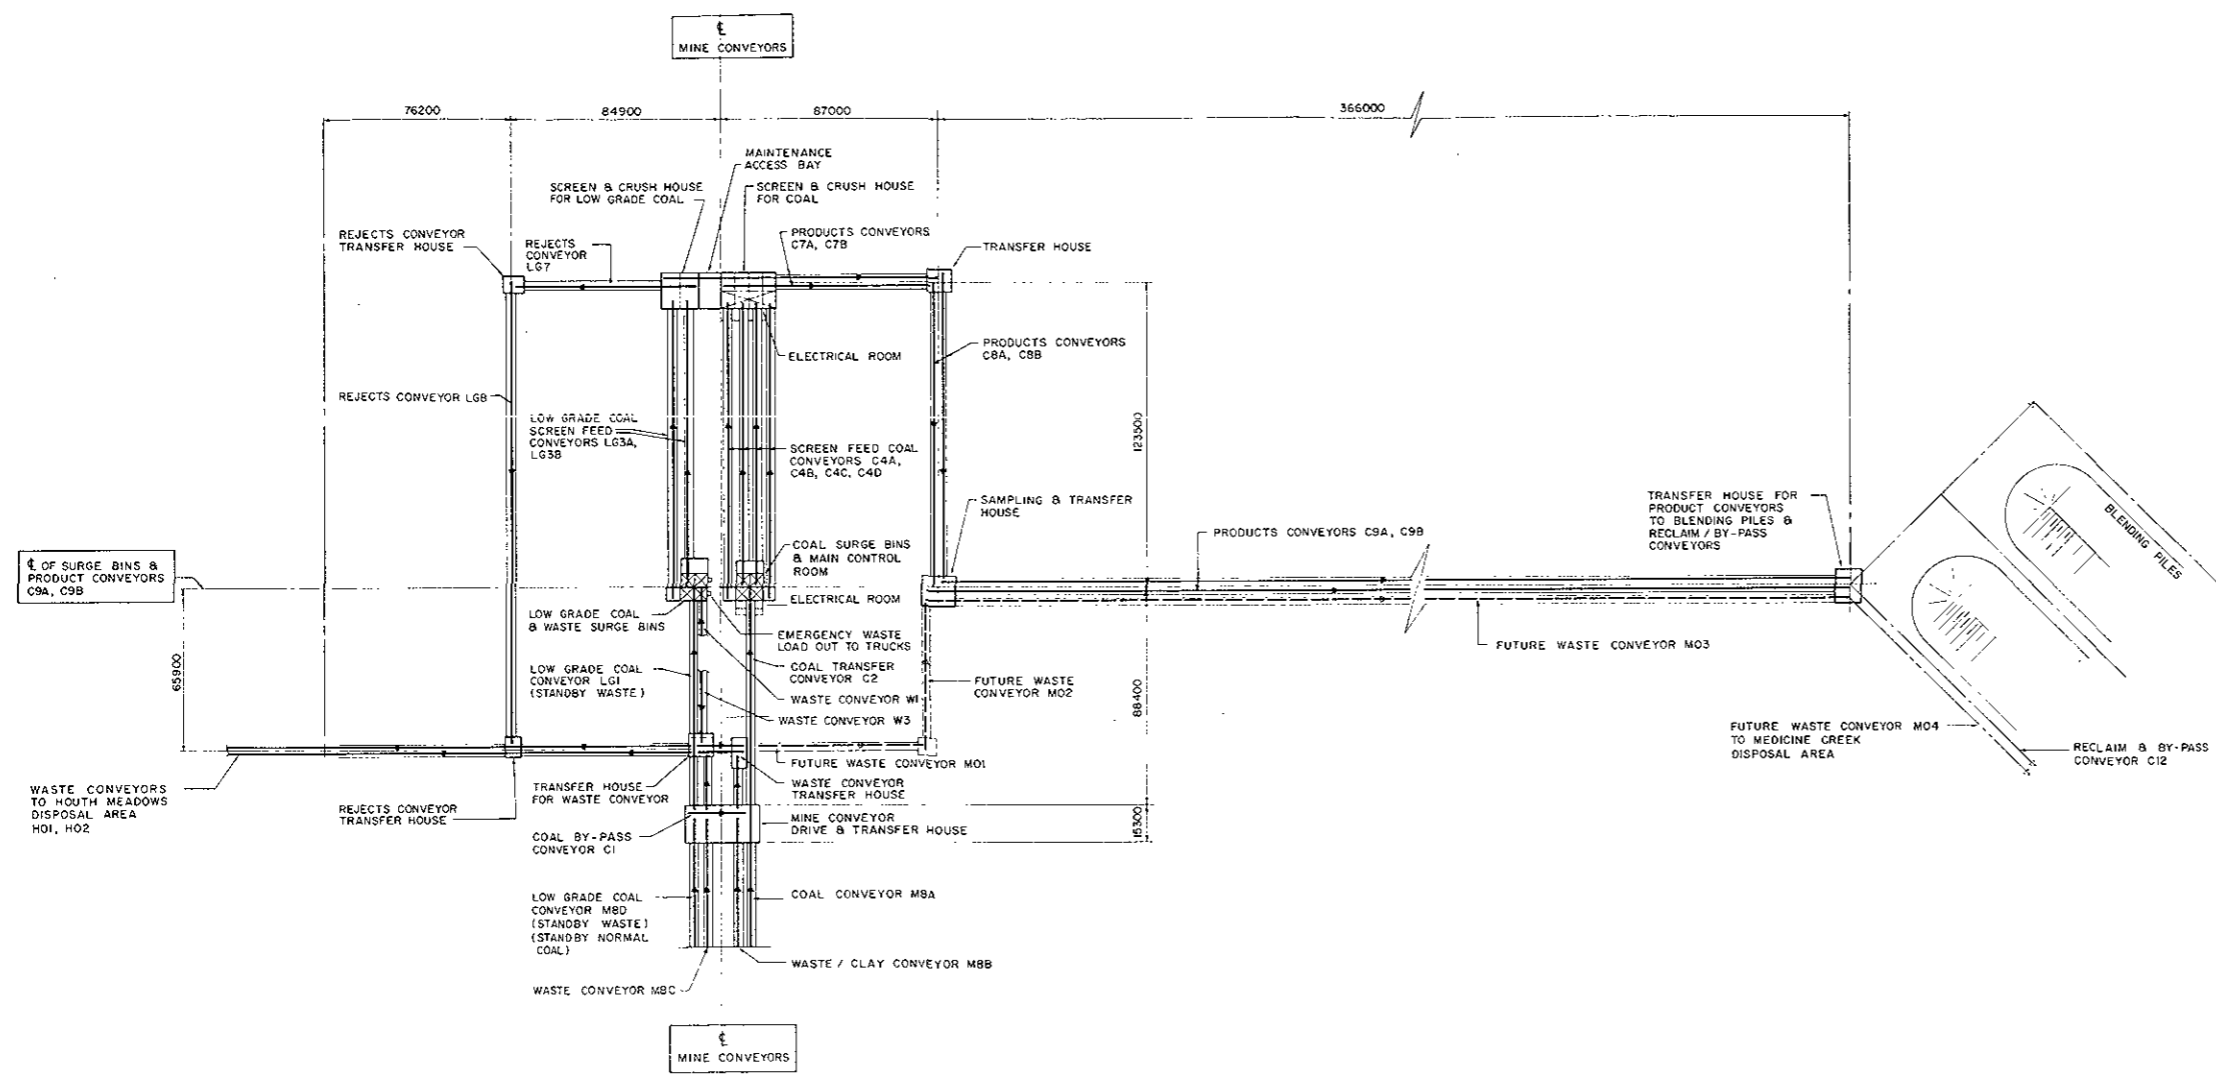 ℄
MINE CONVEYORS
76200
84900
87000
366000
MAINTENANCE
ACCESS BAY
SCREEN & CRUSH HOUSE
FOR LOW GRADE COAL
SCREEN & CRUSH HOUSE
FOR COAL
REJECTS CONVEYOR
TRANSFER HOUSE
REJECTS
CONVEYOR
LG7
PRODUCTS CONVEYORS
C7A, C7B
TRANSFER HOUSE
ELECTRICAL ROOM
PRODUCTS CONVEYORS
C8A, C8B
REJECTS CONVEYOR LG8
LOW GRADE COAL
SCREEN FEED
CONVEYORS LG3A,
LG3B
SCREEN FEED COAL
CONVEYORS C4A,
C4B, C4C, C4D
123500
SAMPLING & TRANSFER
HOUSE
TRANSFER HOUSE FOR
PRODUCT CONVEYORS
TO BLENDING PILES &
RECLAIM / BY-PASS
CONVEYORS
BLENDING PILES
PRODUCTS CONVEYORS C9A, C9B
COAL SURGE BINS
& MAIN CONTROL
ROOM
℄ OF SURGE BINS &
PRODUCT CONVEYORS
C9A, C9B
ELECTRICAL ROOM
LOW GRADE COAL
& WASTE SURGE BINS
EMERGENCY WASTE
LOAD OUT TO TRUCKS
FUTURE WASTE CONVEYOR MO3
65900
LOW GRADE COAL
CONVEYOR LG1
(STANDBY WASTE)
COAL TRANSFER
CONVEYOR C2
FUTURE WASTE
CONVEYOR MO2
88400
WASTE CONVEYOR W1
WASTE CONVEYOR W3
FUTURE WASTE CONVEYOR MO4
TO MEDICINE CREEK
DISPOSAL AREA
RECLAIM & BY-PASS
CONVEYOR C12
FUTURE WASTE CONVEYOR MO1
WASTE CONVEYORS
TO HOUTH MEADOWS
DISPOSAL AREA
HO1, HO2
TRANSFER HOUSE
FOR WASTE CONVEYOR
WASTE CONVEYOR
TRANSFER HOUSE
REJECTS CONVEYOR
TRANSFER HOUSE
MINE CONVEYOR
DRIVE & TRANSFER HOUSE
15300
COAL BY-PASS
CONVEYOR C1
LOW GRADE COAL
CONVEYOR M8D
(STANDBY WASTE)
(STANDBY NORMAL
COAL)
COAL CONVEYOR M8A
WASTE / CLAY CONVEYOR M8B
WASTE CONVEYOR M8C
℄
MINE CONVEYORS